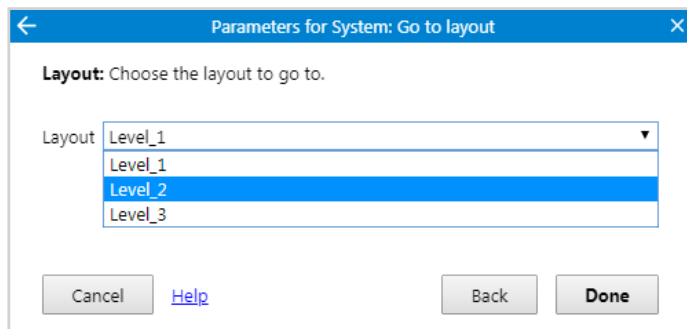 Parameters for System: Go to layout
Layout: Choose the layout to go to.
Layout Level_1
Level_1
Level_2
Level_3
Cancel Help Back Done